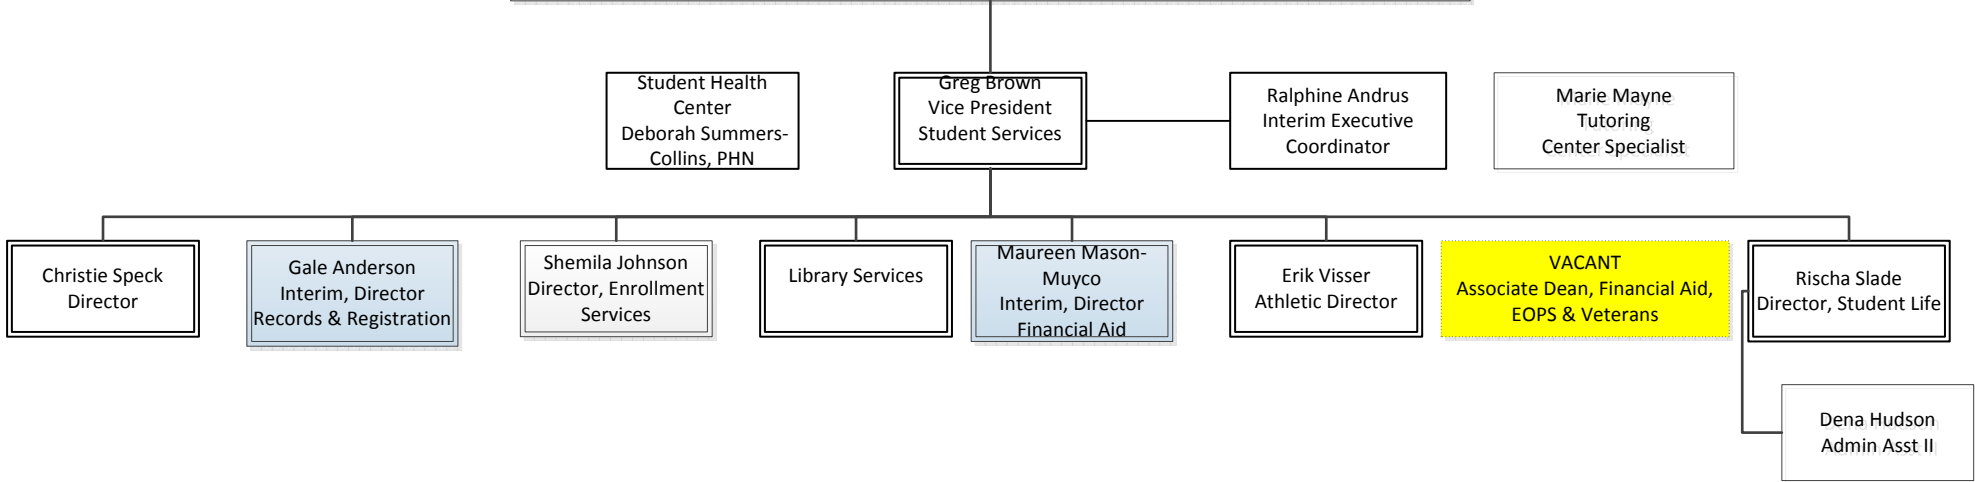 Student Health
Center
Deborah Summers-
Collins, PHN
Greg Brown
Vice President
Student Services
Ralphine Andrus
Interim Executive
Coordinator
Marie Mayne
Tutoring
Center Specialist
Christie Speck
Director
Gale Anderson
Interim, Director
Records & Registration
Shemila Johnson
Director, Enrollment
Services
Library Services
Maureen Mason-
Muyco
Interim, Director
Financial Aid
Erik Visser
Athletic Director
VACANT
Associate Dean, Financial Aid,
EOPS & Veterans
Rischa Slade
Director, Student Life
Dena Hudson
Admin Asst II